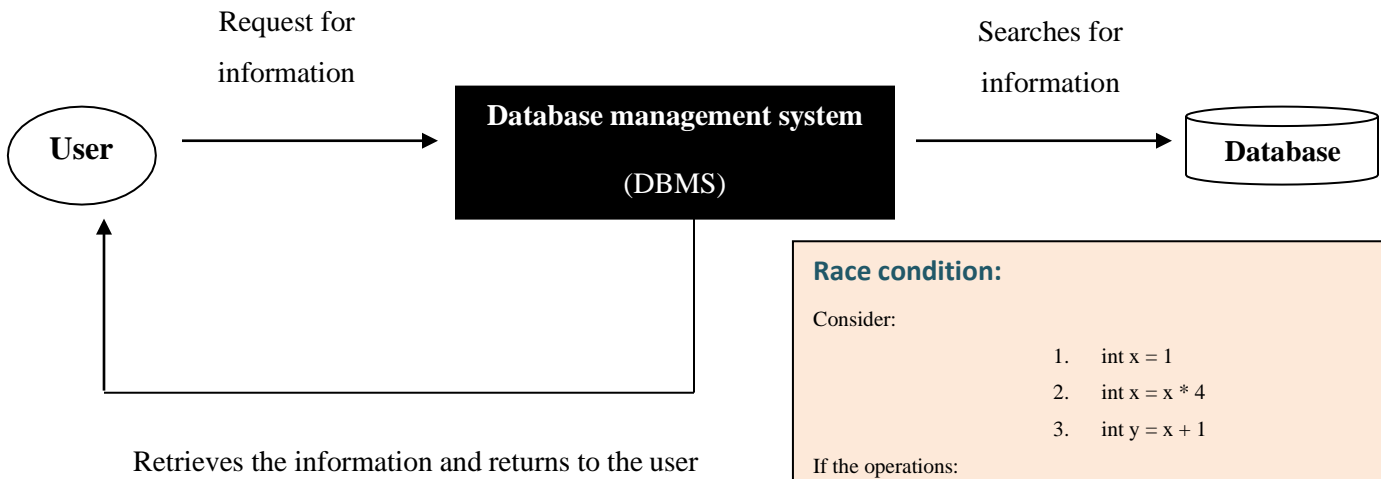 Request for
information
Searches for
information
User
Database management system
(DBMS)
Database
Retrieves the information and returns to the user
Race condition:
Consider:
1. int x = 1
2. int x = x * 4
3. int y = x + 1
If the operations: